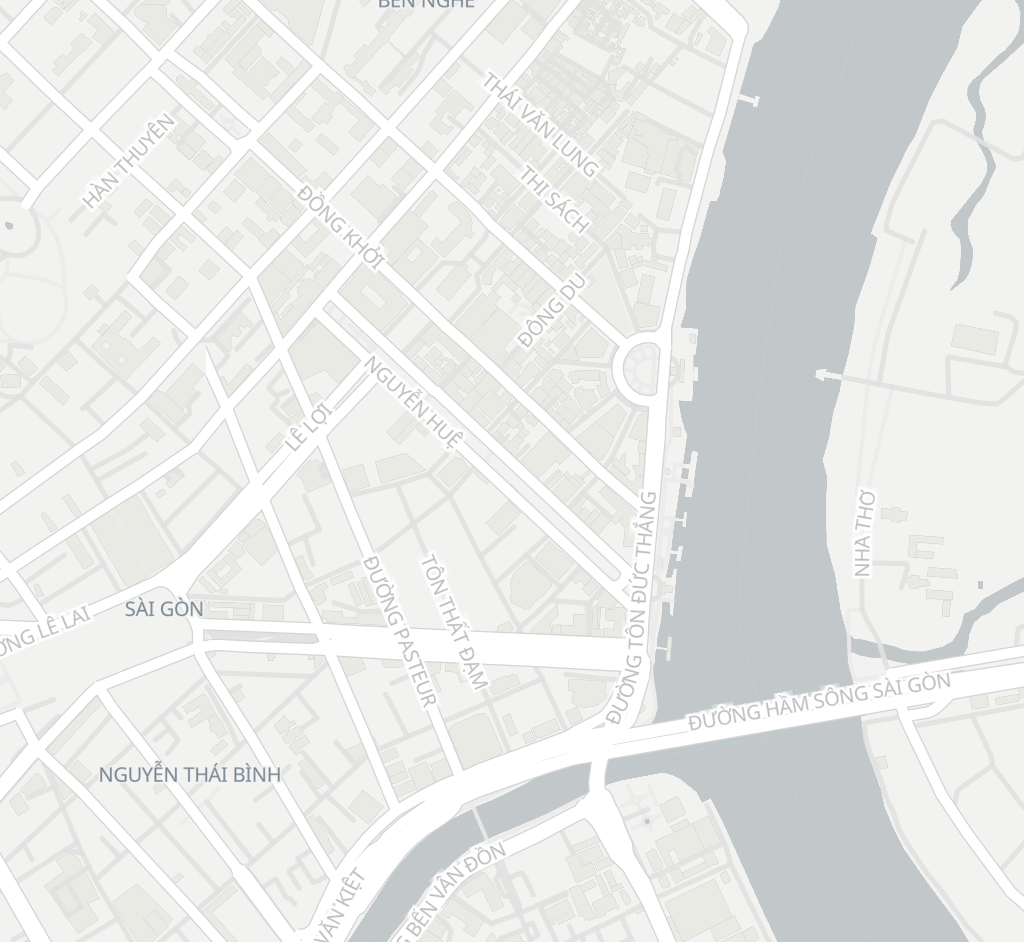 BẾN NGHÉ
THÁI VĂN LUNG
HÀN THUYÊN
THI SÁCH
ĐỒNG KHỞI
ĐÔNG DU
NGUYỄN HUỆ
LÊ LỢI
NHÀ THỜ
ĐƯỜNG TÔN ĐỨC THẮNG
ĐƯỜNG PASTEUR
TÔN THẤT ĐẠM
SÀI GÒN
ỜNG LÊ LAI
ĐƯỜNG HẦM SÔNG SÀI GÒN
NGUYỄN THÁI BÌNH
VĂN KIỆT
G BẾN VÂN ĐỒN